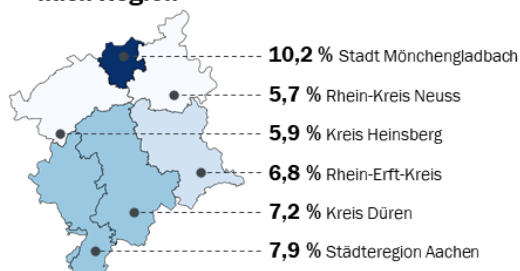 10,2 % Stadt Mönchengladbach
5,7 % Rhein-Kreis Neuss
5,9 % Kreis Heinsberg
6,8 % Rhein-Erft-Kreis
7,2 % Kreis Düren
7,9 % Städteregion Aachen